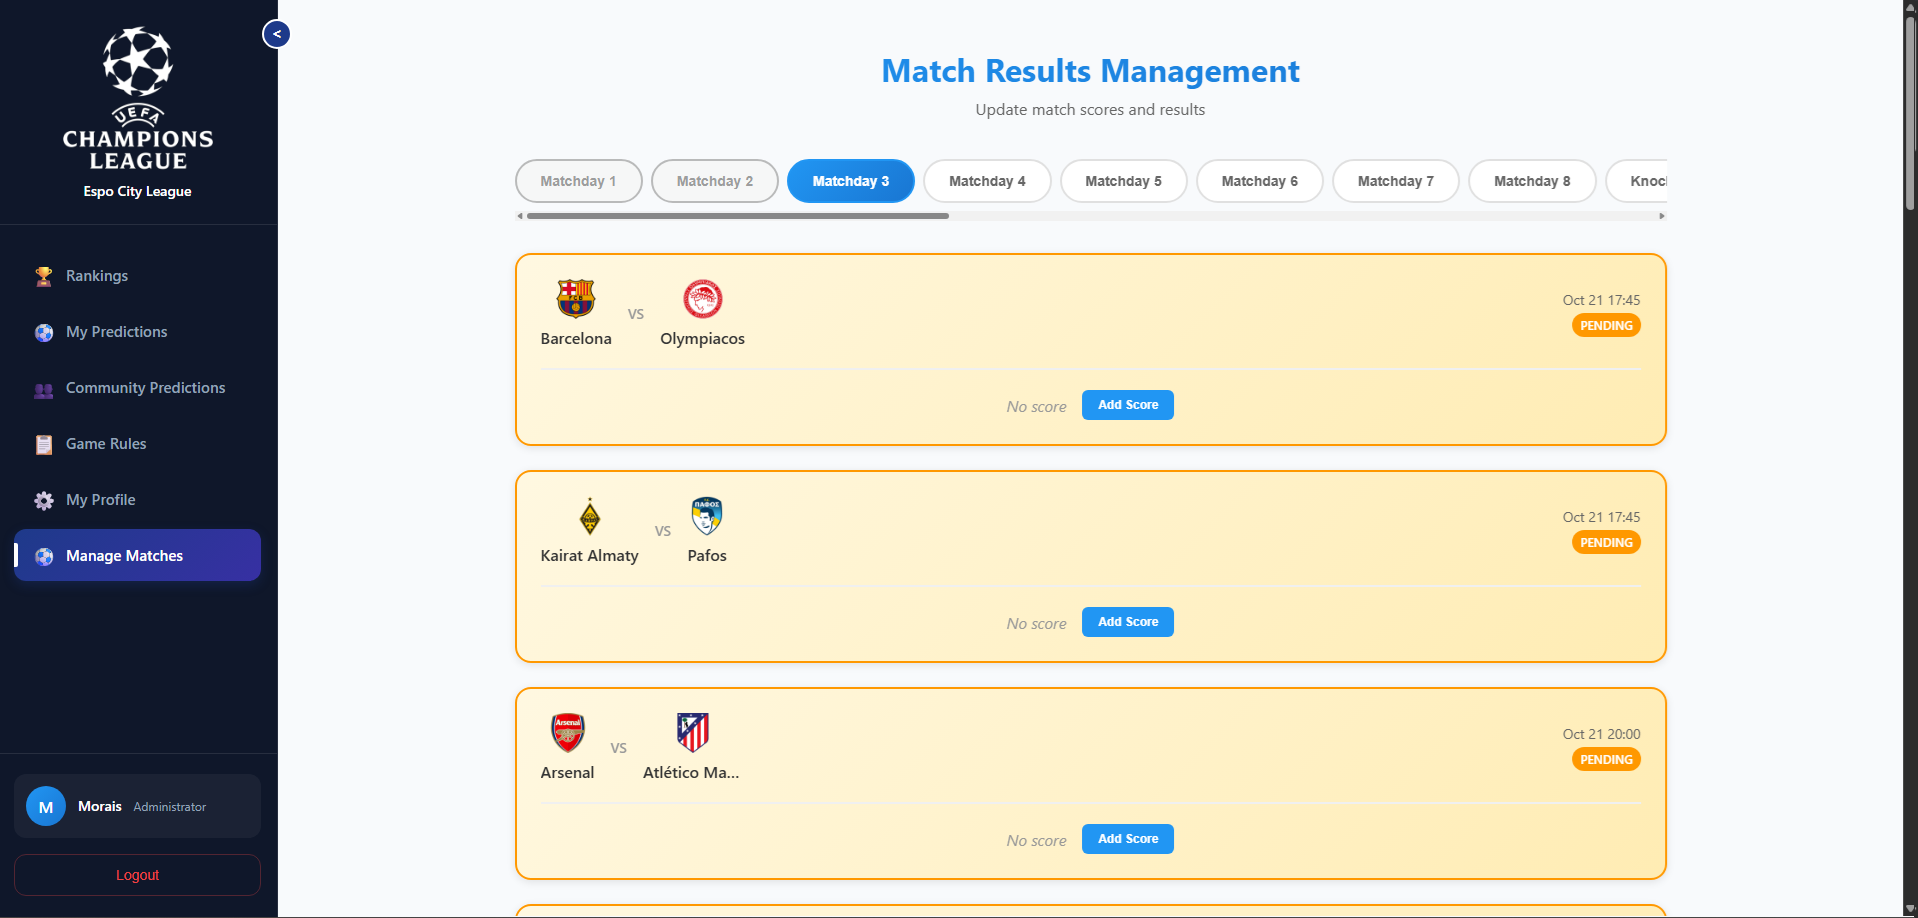 UEFA
CHAMPIONS
LEAGUE
Espo City League
<
Rankings
My Predictions
Community Predictions
Game Rules
My Profile
Manage Matches
M
Morais Administrator
Logout
Match Results Management
Update match scores and results
Matchday 1 Matchday 2 Matchday 3 Matchday 4 Matchday 5 Matchday 6 Matchday 7 Matchday 8 Knoc
FCB
Barcelona VS Olympiacos
Oct 21 17:45
PENDING
No score Add Score
ΠΑΦΟΣ
Kairat Almaty VS Pafos
Oct 21 17:45
PENDING
No score Add Score
Arsenal
Arsenal VS Atlético Ma...
Oct 21 20:00
PENDING
No score Add Score